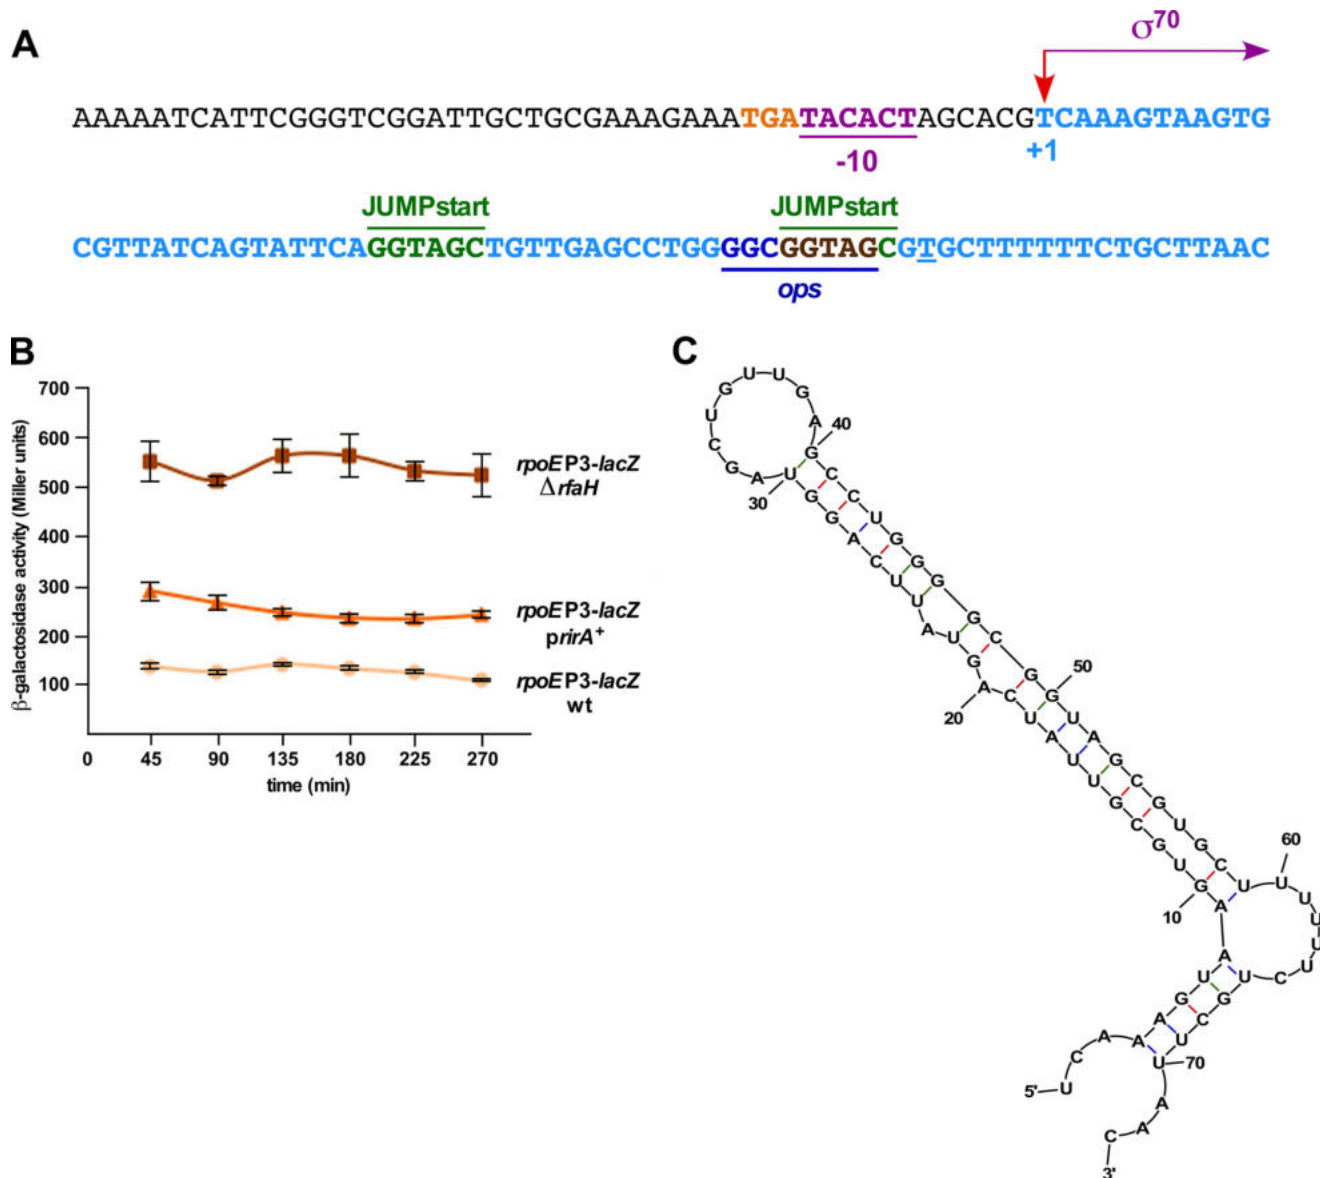 A
σ70
AAAAATCATTCGGGTCGGATTGCTGCGAAAGAAATGATACACTAGCACGTCAAAGTAAGTG
-10
+1
JUMPstart JUMPstart
CGTTATCAGTATTCAGGTAGCTGTTGAGCCTGGGGGCGGTAGCGTGCTTTTTTCTGCTTAAC
ops
B
β-galactosidase activity (Miller units)
700
600
500
400
300
200
100
0 45 90 135 180 225 270
time (min)
rpoEP3-lacZ
ΔrfaH
rpoEP3-lacZ
prirA+
rpoEP3-lacZ
wt
C
UCAAAGUAAGUGCGUUAUCAGUAUUCAGGUAGCUGUUGAGCCUGGGGGCGGUAGCGUGCUUUUUUCUGCUUAAC
5'
10
20
30
40
50
60
70
3'